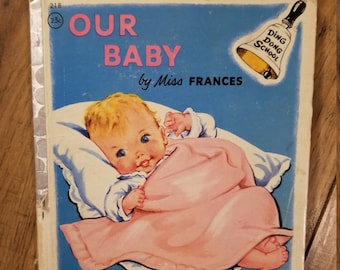 218
25¢
OUR
BABY
by Miss FRANCES
DING
DONG
SCHOOL